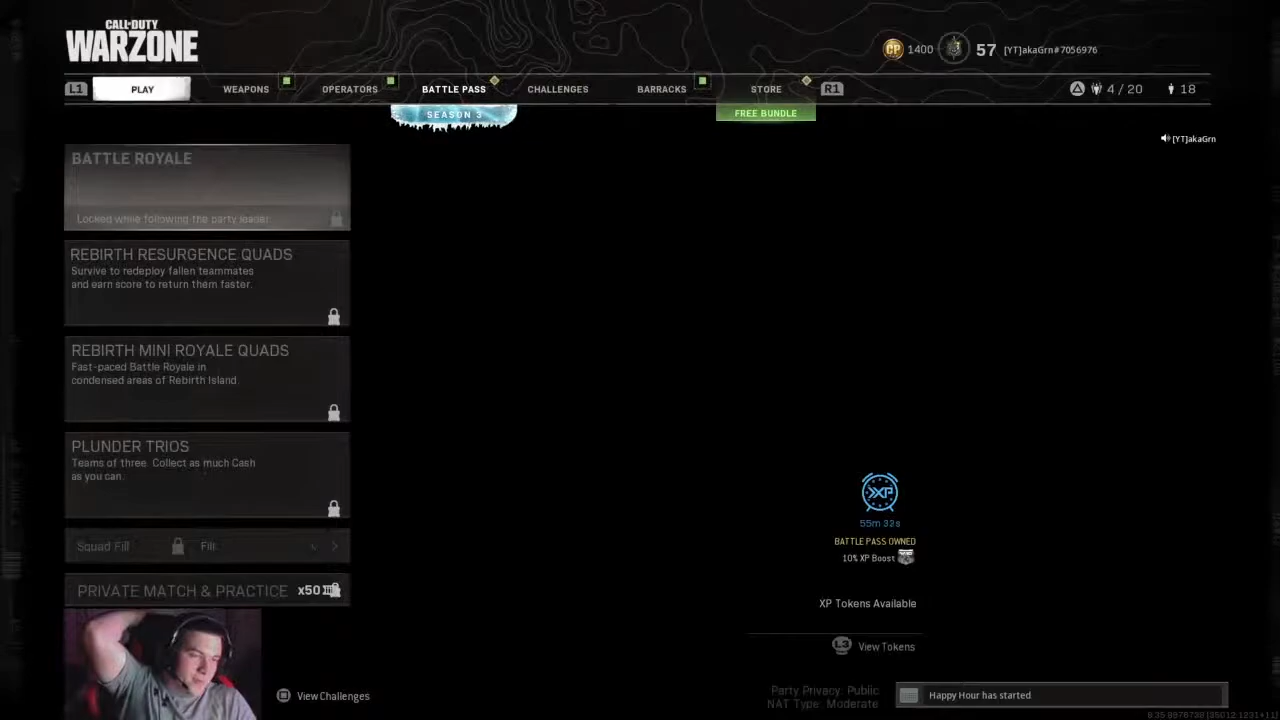 CALL OF DUTY
WARZONE
CP 1400 57 [YT]akaGrn#7056976
L1 PLAY WEAPONS OPERATORS BATTLE PASS CHALLENGES BARRACKS STORE R1 4 / 20 18
SEASON 3
FREE BUNDLE
[YT]akaGrn
BATTLE ROYALE
Locked while following the party leader.
REBIRTH RESURGENCE QUADS
Survive to redeploy fallen teammates
and earn score to return them faster.
REBIRTH MINI ROYALE QUADS
Fast-paced Battle Royale in
condensed areas of Rebirth Island.
PLUNDER TRIOS
Teams of three. Collect as much Cash
as you can.
Squad Fill Fill
PRIVATE MATCH & PRACTICE x50
XP
55m 32s
BATTLE PASS OWNED
10% XP Boost
XP Tokens Available
L3 View Tokens
View Challenges
Party Privacy: Public
NAT Type: Moderate
Happy Hour has started